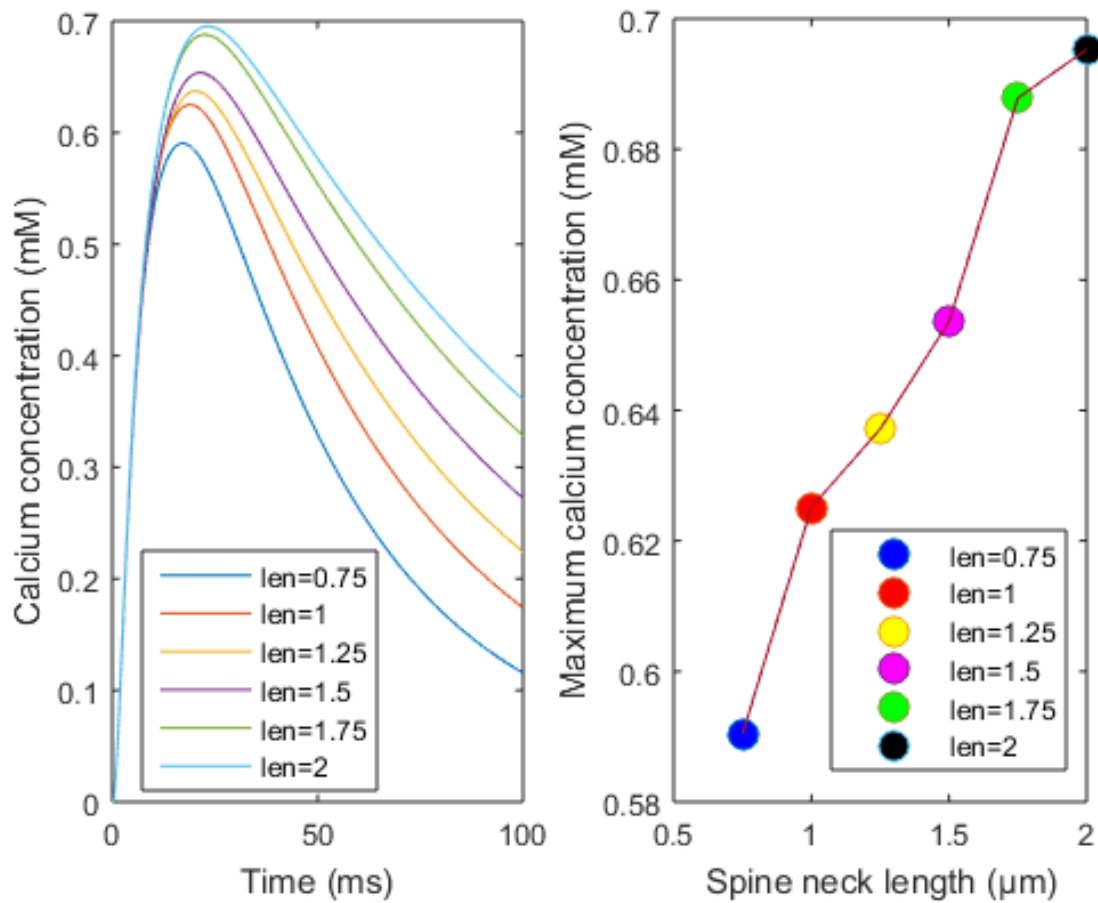 0.7
0.6
0.5
0.4
0.3
0.2
0.1
0
Calcium concentration (mM)
len=0.75
len=1
len=1.25
len=1.5
len=1.75
len=2
0
50
100
Time (ms)
0.7
0.68
0.66
0.64
0.62
0.6
0.58
Maximum calcium concentration (mM)
len=0.75
len=1
len=1.25
len=1.5
len=1.75
len=2
0.5
1
1.5
2
Spine neck length (µm)